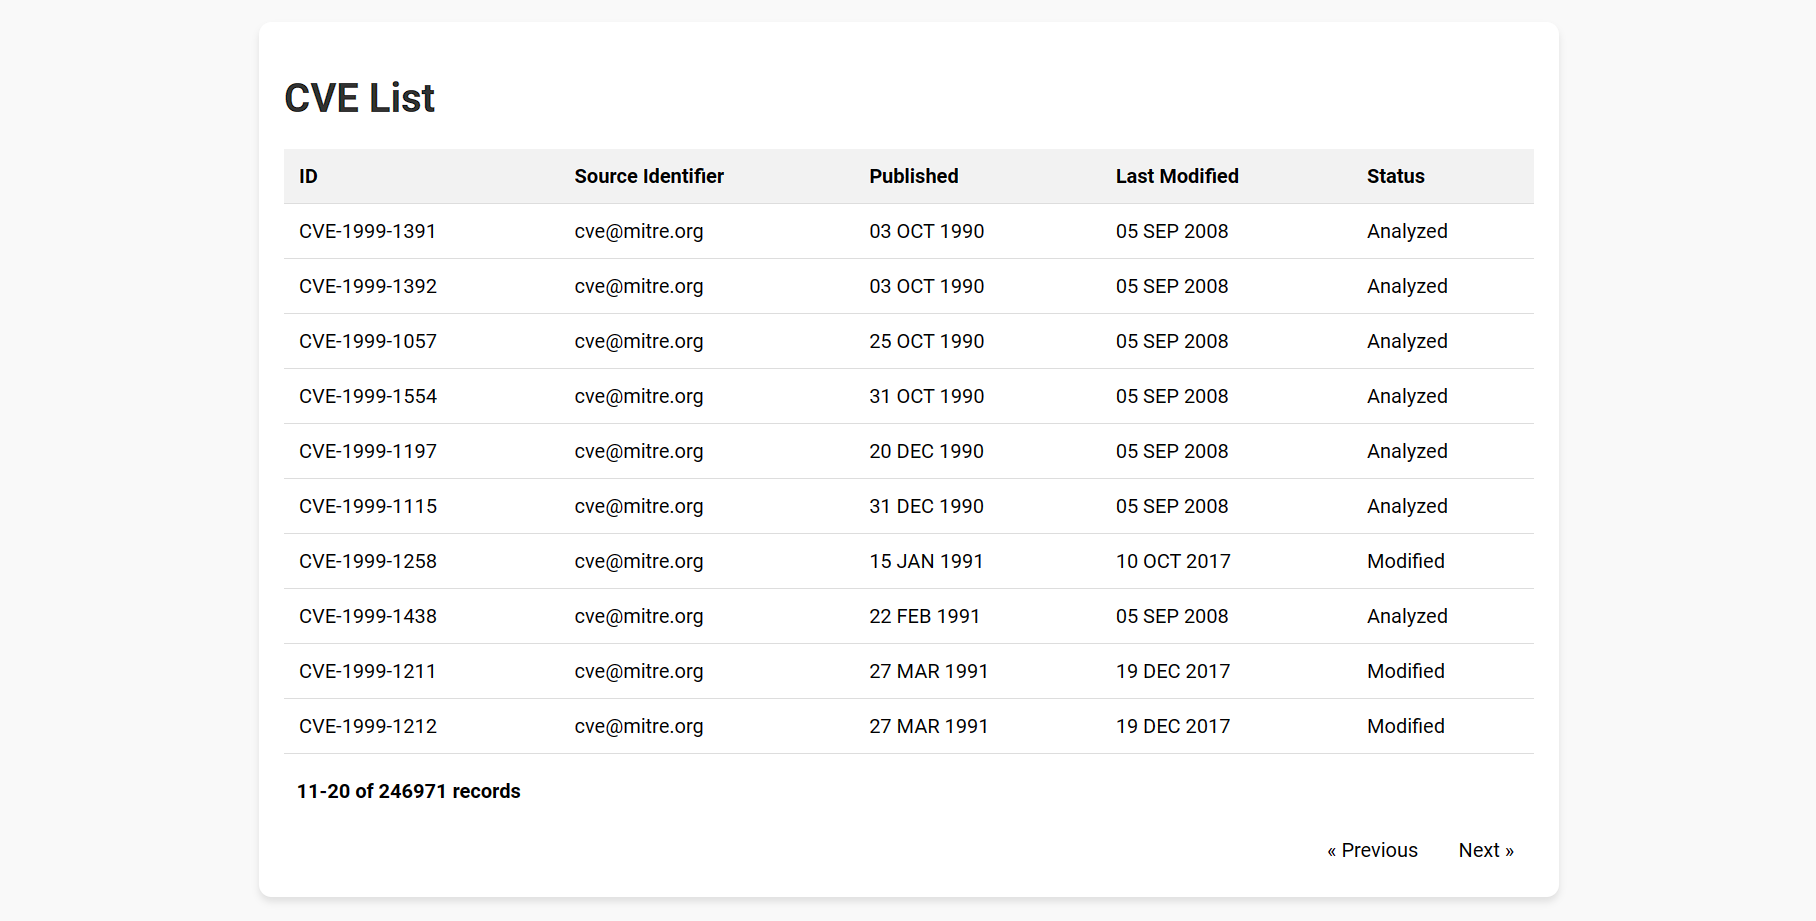 CVE List
ID Source Identifier Published Last Modified Status
CVE-1999-1391 cve@mitre.org 03 OCT 1990 05 SEP 2008 Analyzed
CVE-1999-1392 cve@mitre.org 03 OCT 1990 05 SEP 2008 Analyzed
CVE-1999-1057 cve@mitre.org 25 OCT 1990 05 SEP 2008 Analyzed
CVE-1999-1554 cve@mitre.org 31 OCT 1990 05 SEP 2008 Analyzed
CVE-1999-1197 cve@mitre.org 20 DEC 1990 05 SEP 2008 Analyzed
CVE-1999-1115 cve@mitre.org 31 DEC 1990 05 SEP 2008 Analyzed
CVE-1999-1258 cve@mitre.org 15 JAN 1991 10 OCT 2017 Modified
CVE-1999-1438 cve@mitre.org 22 FEB 1991 05 SEP 2008 Analyzed
CVE-1999-1211 cve@mitre.org 27 MAR 1991 19 DEC 2017 Modified
CVE-1999-1212 cve@mitre.org 27 MAR 1991 19 DEC 2017 Modified
11-20 of 246971 records
« Previous Next »